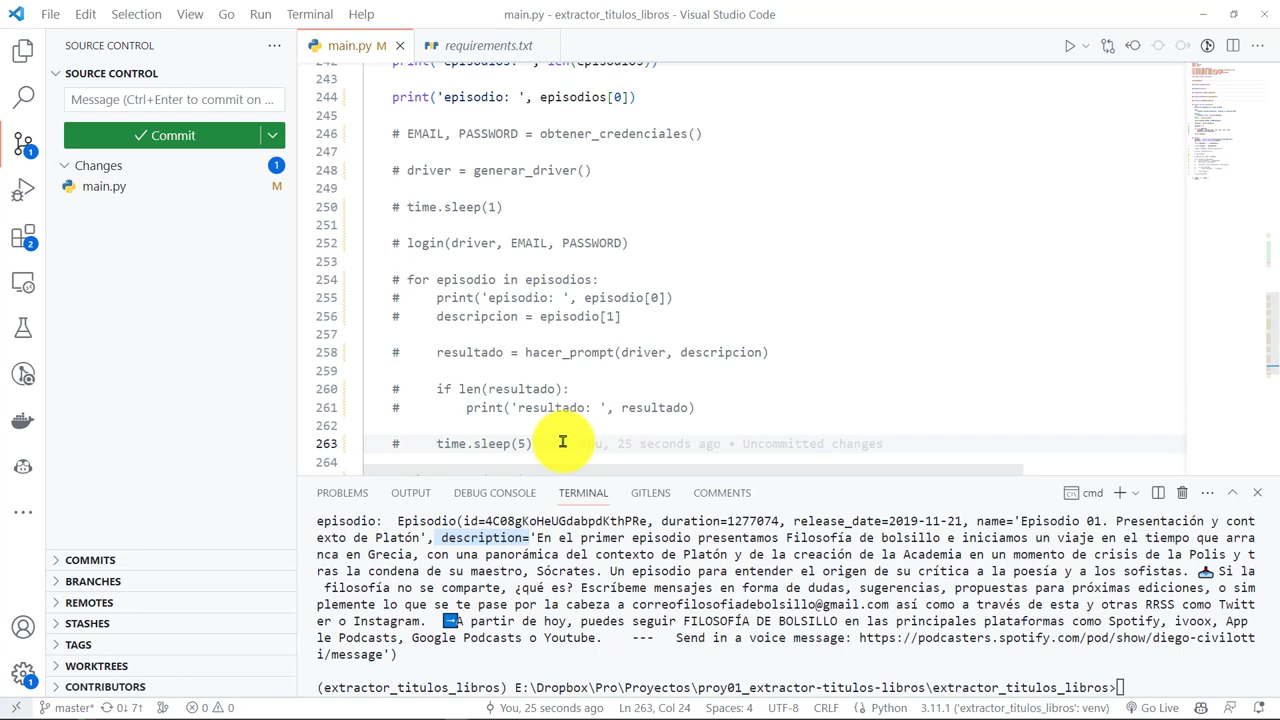 File Edit Selection View Go Run Terminal Help
main.py - extractor_titulos_libros - Visual Studio Code
SOURCE CONTROL
main.py M
requirements.txt
SOURCE CONTROL
Message (Ctrl+Enter to commit on ...
Commit
Changes
1
main.py M
1
2
COMMITS
BRANCHES
REMOTES
STASHES
TAGS
WORKTREES
CONTRIBUTORS
243
244 print('episodio: ', episodios[0])
245
246 # EMAIL, PASSWORD = obtener_credenciales()
247
248 # driver = generar_driver()
249
250 # time.sleep(1)
251
252 # login(driver, EMAIL, PASSWORD)
253
254 # for episodio in episodios:
255 # print('episodio: ', episodio[0])
256 # descripcion = episodio[1]
257
258 # resultado = hacer_prompt(driver, descripcion)
259
260 # if len(resultado):
261 # print('resultado: ', resultado)
262
263 # time.sleep(5) You, 25 seconds ago • Uncommitted changes
264
PROBLEMS OUTPUT DEBUG CONSOLE TERMINAL GITLENS COMMENTS
cmd
episodio: Episodio(id=4C08gKoHeUGdabpdKthPRe, duration=1277074, release_date=2019-11-21, name='Episodio 01. Presentación y cont
exto de Platón', description='En el primer episodio presentamos Filosofía de bolsillo e iniciamos un viaje en el tiempo que arra
nca en Grecia, con una panorámica del contexto de Platón y de la creación de la Academia en un momento de crisis de la Polis y t
ras la condena de su maestro, Sócrates. Un episodio para entender el origen de su crítica a la poesía y a los sofistas. Si la
filosofía no se comparte, ¿qué es? Escríbeme mensajes en forma de dudas, sugerencias, propuestas para próximas ediciones, o sim
plemente lo que se te pase por la cabeza a correofilosofiadebolsillo@gmail.com así como a través de esta y otras RRSS como Twitt
er o Instagram. A partir de hoy, puedes seguir FILOSOFÍA DE BOLSILLO en las principales plataformas como Spotify, ivoox, App
le Podcasts, Google Podcasts o Youtube. --- Send in a voice message: https://podcasters.spotify.com/pod/show/diego-civilott
i/message')
(extractor_titulos_libros) E:\Dropbox\Pro\Proyectos\proy01_extractor-titulos-libros\extractor_titulos_libros>
1
master* 0↓ 7↑ 0 0 You, 25 seconds ago Ln 263, Col 24 Spaces: 4 UTF-8 CRLF Python 3.11.1 ('extractor_titulos_libros': venv) Go Live